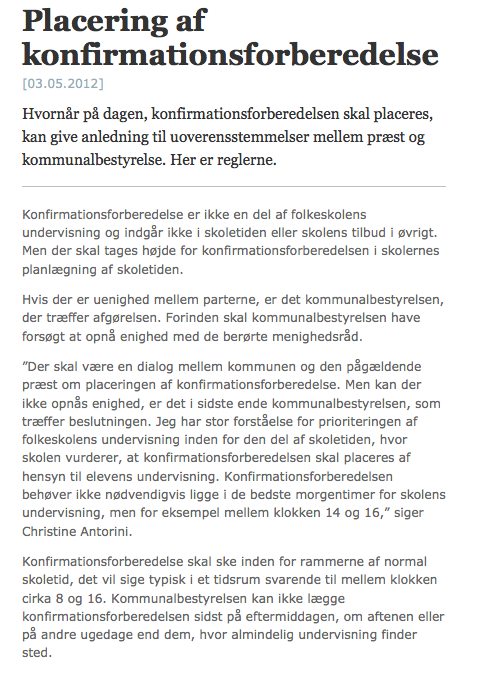 Placering af
konfirmationsforberedelse
[03.05.2012]
Hvornår på dagen, konfirmationsforberedelsen skal placeres,
kan give anledning til uoverensstemmelser mellem præst og
kommunalbestyrelse. Her er reglerne.
Konfirmationsforberedelse er ikke en del af folkeskolens
undervisning og indgår ikke i skoletiden eller skolens tilbud i øvrigt.
Men der skal tages højde for konfirmationsforberedelsen i skolernes
planlægning af skoletiden.
Hvis der er uenighed mellem parterne, er det kommunalbestyrelsen,
der træffer afgørelsen. Forinden skal kommunalbestyrelsen have
forsøgt at opnå enighed med de berørte menighedsråd.
”Der skal være en dialog mellem kommunen og den pågældende
præst om placeringen af konfirmationsforberedelse. Men kan der
ikke opnås enighed, er det i sidste ende kommunalbestyrelsen, som
træffer beslutningen. Jeg har stor forståelse for prioriteringen af
folkeskolens undervisning inden for den del af skoletiden, hvor
skolen vurderer, at konfirmationsforberedelsen skal placeres af
hensyn til elevens undervisning. Konfirmationsforberedelsen
behøver ikke nødvendigvis ligge i de bedste morgentimer for skolens
undervisning, men for eksempel mellem klokken 14 og 16,” siger
Christine Antorini.
Konfirmationsforberedelse skal ske inden for rammerne af normal
skoletid, det vil sige typisk i et tidsrum svarende til mellem klokken
cirka 8 og 16. Kommunalbestyrelsen kan ikke lægge
konfirmationsforberedelsen sidst på eftermiddagen, om aftenen eller
på andre ugedage end dem, hvor almindelig undervisning finder
sted.